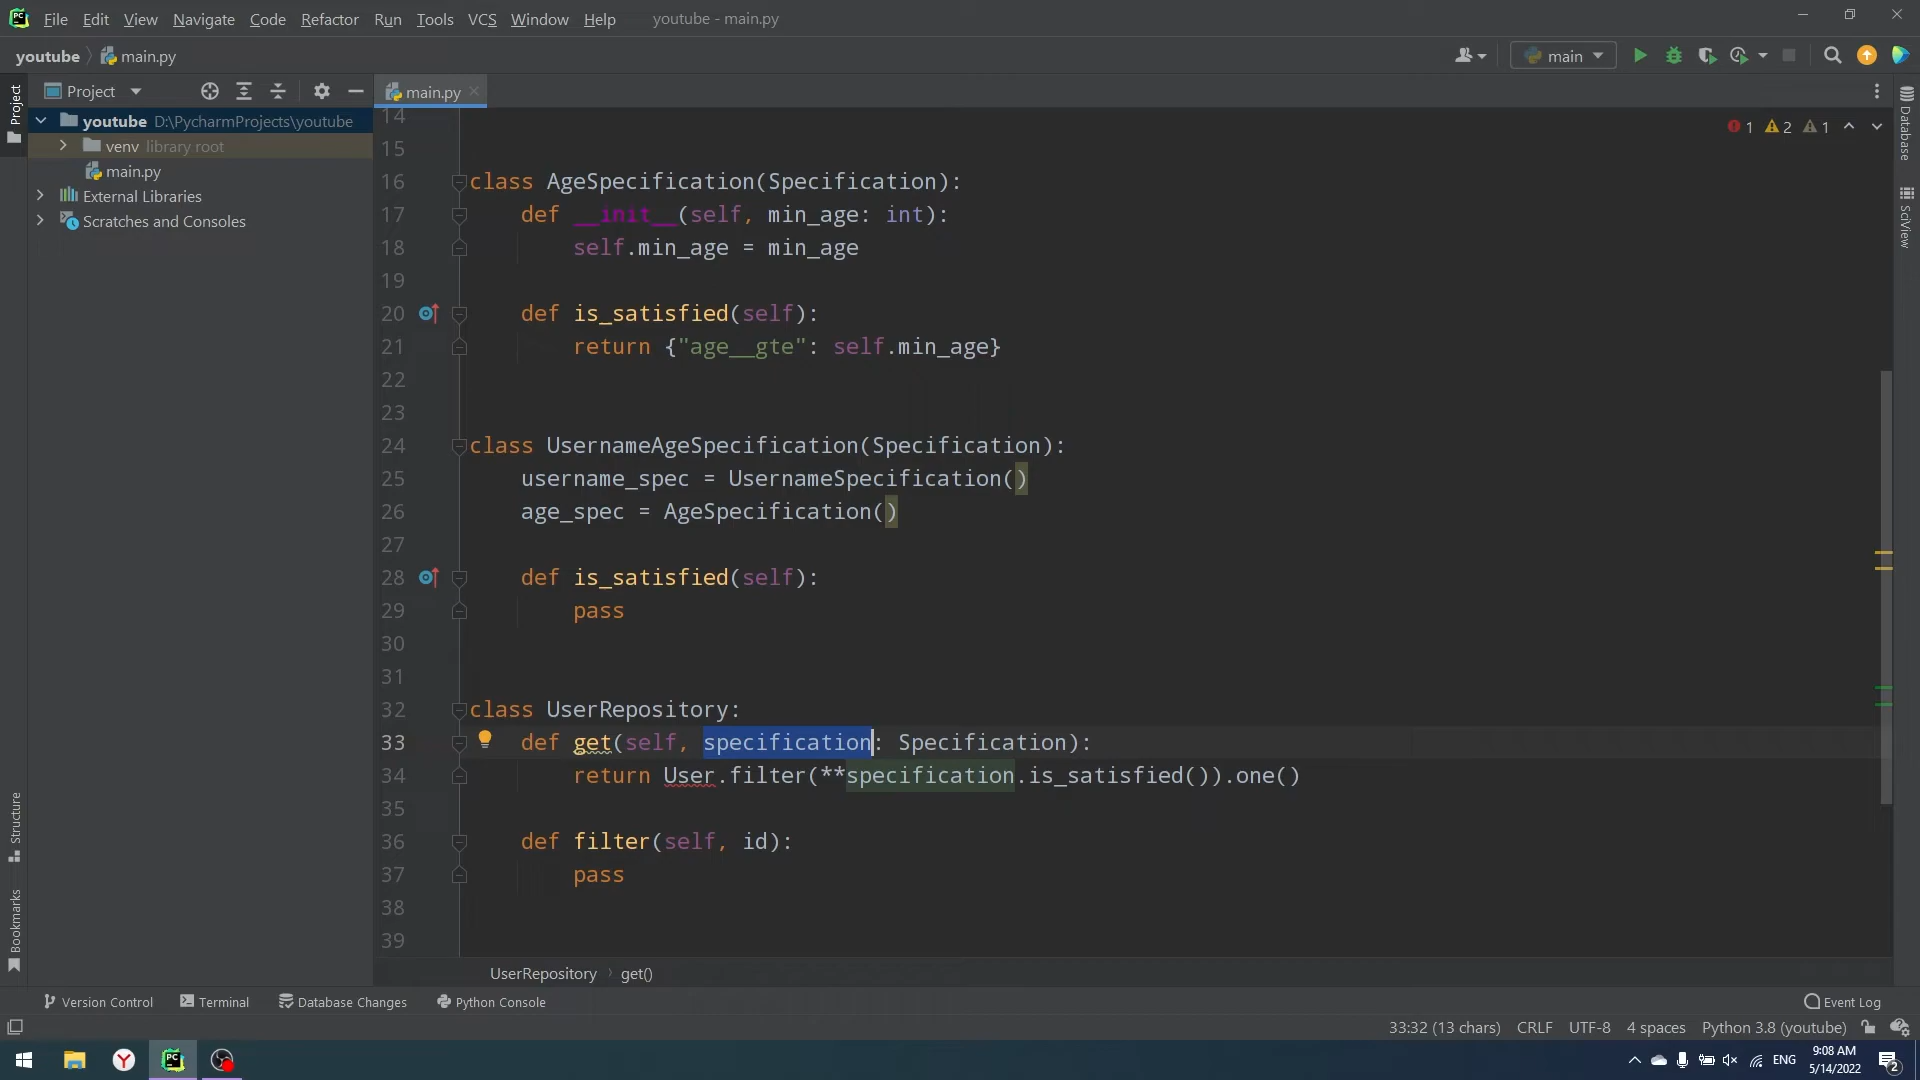 File Edit View Navigate Code Refactor Run Tools VCS Window Help youtube - main.py
youtube main.py main
Project main.py
Project
youtube D:\PycharmProjects\youtube
venv library root
main.py
External Libraries
Scratches and Consoles
Structure
Bookmarks
1 2 1
14
15
16 class AgeSpecification(Specification):
17 def __init__(self, min_age: int):
18 self.min_age = min_age
19
20 def is_satisfied(self):
21 return {"age__gte": self.min_age}
22
23
24 class UsernameAgeSpecification(Specification):
25 username_spec = UsernameSpecification()
26 age_spec = AgeSpecification()
27
28 def is_satisfied(self):
29 pass
30
31
32 class UserRepository:
33 def get(self, specification: Specification):
34 return User.filter(**specification.is_satisfied()).one()
35
36 def filter(self, id):
37 pass
38
39
Database
SciView
UserRepository get()
Version Control Terminal Database Changes Python Console Event Log
33:32 (13 chars) CRLF UTF-8 4 spaces Python 3.8 (youtube)
ENG 9:08 AM
5/14/2022 2